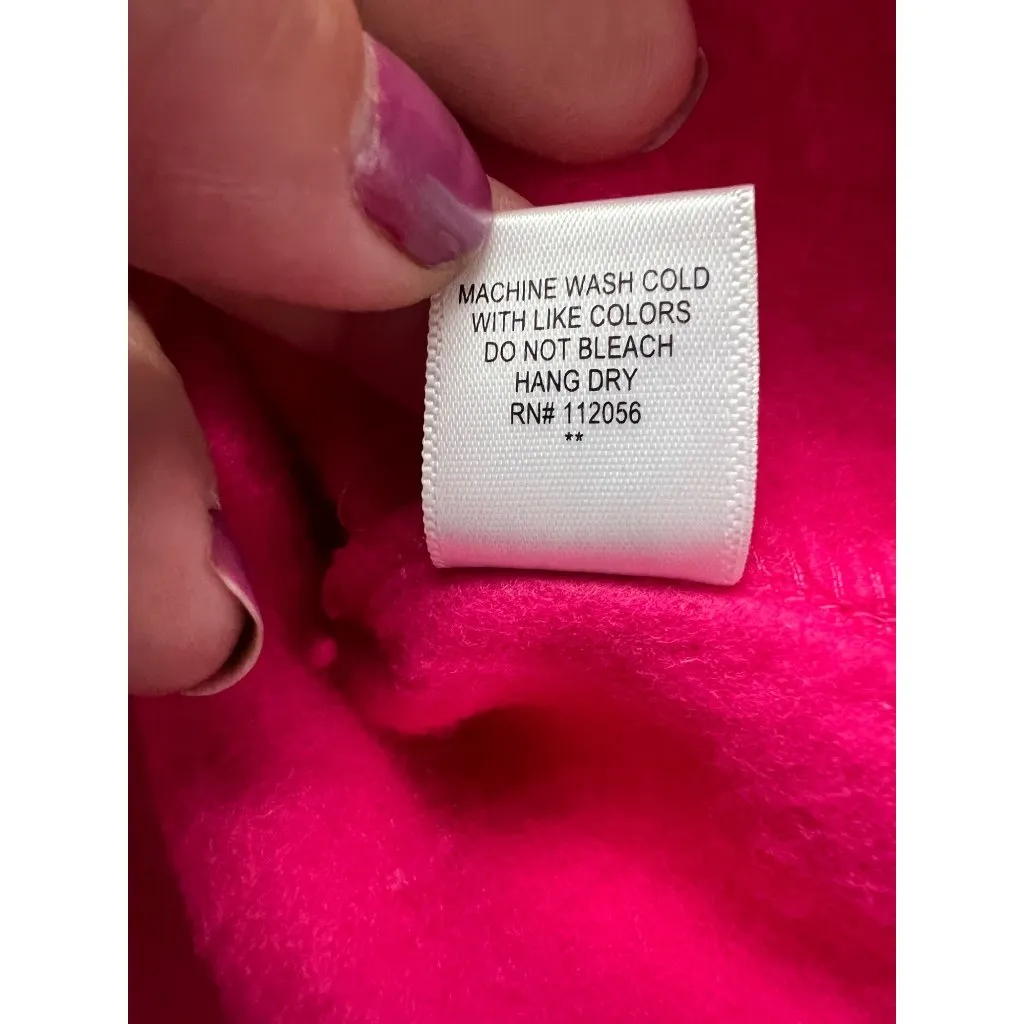 MACHINE WASH COLD
WITH LIKE COLORS
DO NOT BLEACH
HANG DRY
RN# 112056
**